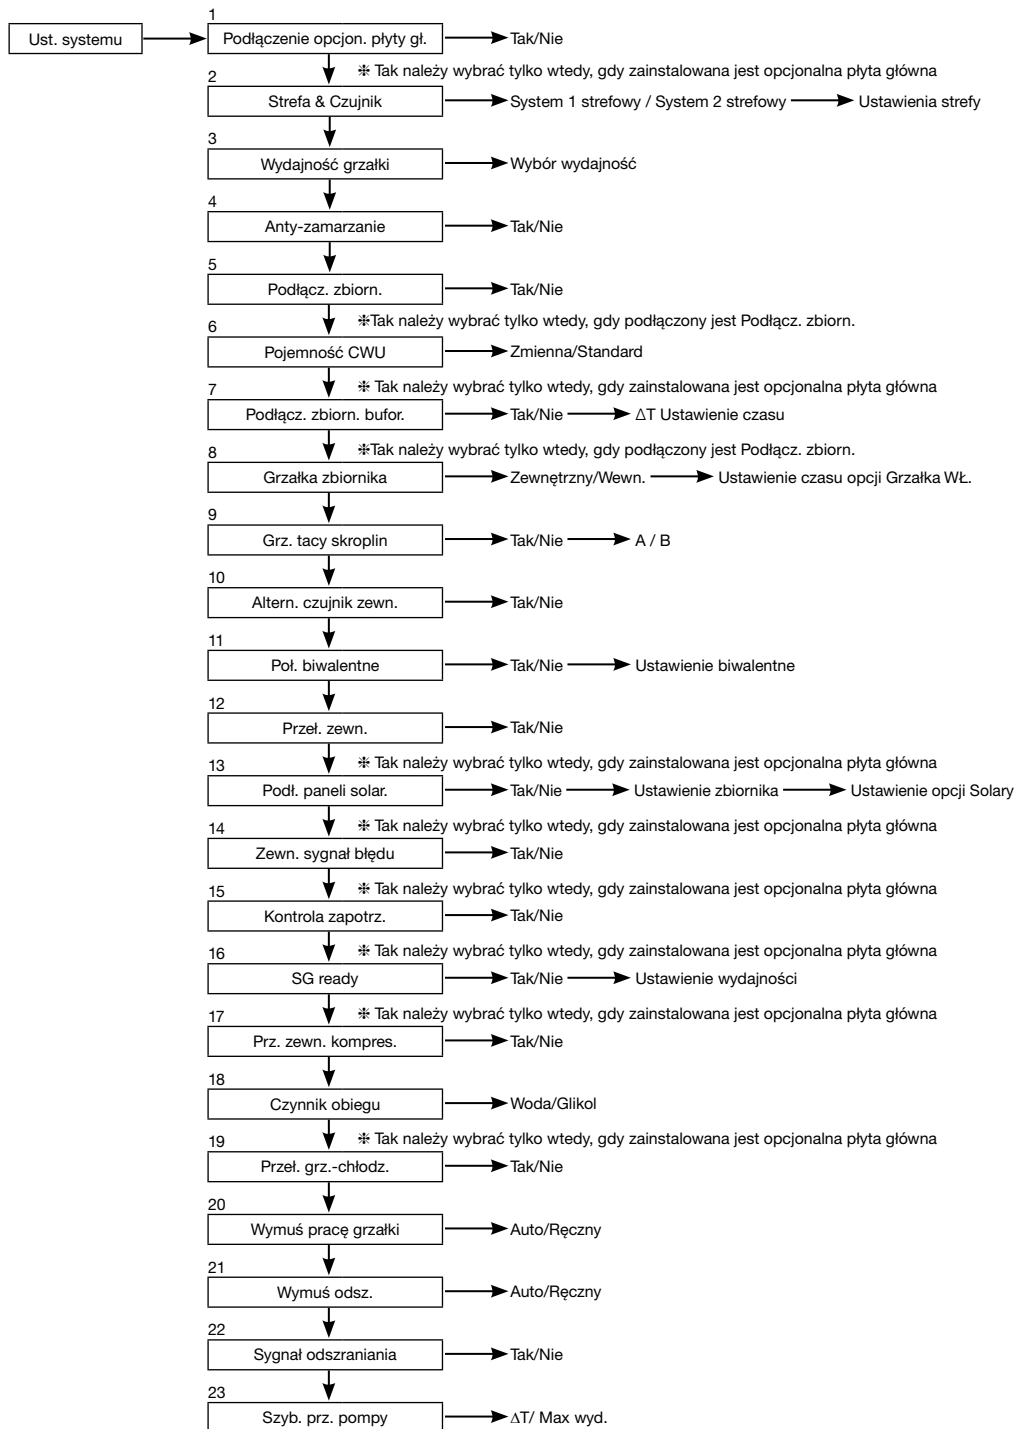 1
Ust. systemu Podłączenie opcjon. płyty gł. Tak/Nie
※ Tak należy wybrać tylko wtedy, gdy zainstalowana jest opcjonalna płyta główna
2
Strefa & Czujnik System 1 strefowy / System 2 strefowy Ustawienia strefy
3
Wydajność grzałki Wybór wydajność
4
Anty-zamarzanie Tak/Nie
5
Podłącz. zbiorn. Tak/Nie
※Tak należy wybrać tylko wtedy, gdy podłączony jest Podłącz. zbiorn.
6
Pojemność CWU Zmienna/Standard
※ Tak należy wybrać tylko wtedy, gdy zainstalowana jest opcjonalna płyta główna
7
Podłącz. zbiorn. bufor. Tak/Nie ΔT Ustawienie czasu
※Tak należy wybrać tylko wtedy, gdy podłączony jest Podłącz. zbiorn.
8
Grzałka zbiornika Zewnętrzny/Wewn. Ustawienie czasu opcji Grzałka WŁ.
9
Grz. tacy skroplin Tak/Nie A / B
10
Altern. czujnik zewn. Tak/Nie
11
Poł. biwalentne Tak/Nie Ustawienie biwalentne
12
Przeł. zewn. Tak/Nie
※ Tak należy wybrać tylko wtedy, gdy zainstalowana jest opcjonalna płyta główna
13
Podł. paneli solar. Tak/Nie Ustawienie zbiornika Ustawienie opcji Solary
※ Tak należy wybrać tylko wtedy, gdy zainstalowana jest opcjonalna płyta główna
14
Zewn. sygnał błędu Tak/Nie
※ Tak należy wybrać tylko wtedy, gdy zainstalowana jest opcjonalna płyta główna
15
Kontrola zapotrz. Tak/Nie
※ Tak należy wybrać tylko wtedy, gdy zainstalowana jest opcjonalna płyta główna
16
SG ready Tak/Nie Ustawienie wydajności
※ Tak należy wybrać tylko wtedy, gdy zainstalowana jest opcjonalna płyta główna
17
Prz. zewn. kompres. Tak/Nie
18
Czynnik obiegu Woda/Glikol
※ Tak należy wybrać tylko wtedy, gdy zainstalowana jest opcjonalna płyta główna
19
Przeł. grz.-chłodz. Tak/Nie
20
Wymuś pracę grzałki Auto/Ręczny
21
Wymuś odsz. Auto/Ręczny
22
Sygnał odszraniania Tak/Nie
23
Szyb. prz. pompy ΔT/ Max wyd.